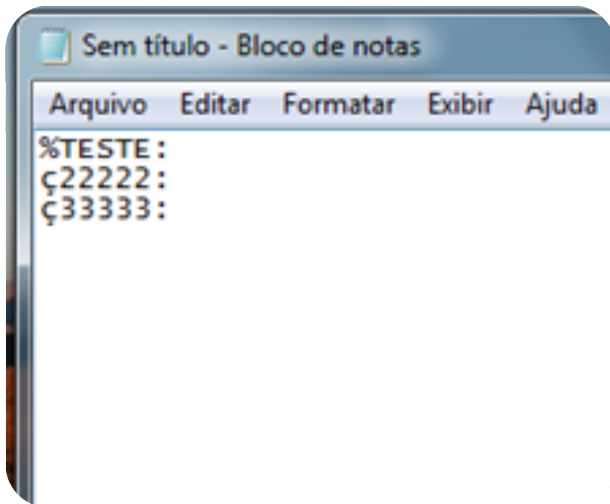 Sem título - Bloco de notas
Arquivo Editar Formatar Exibir Ajuda
%TESTE:
ç22222:
ç33333: